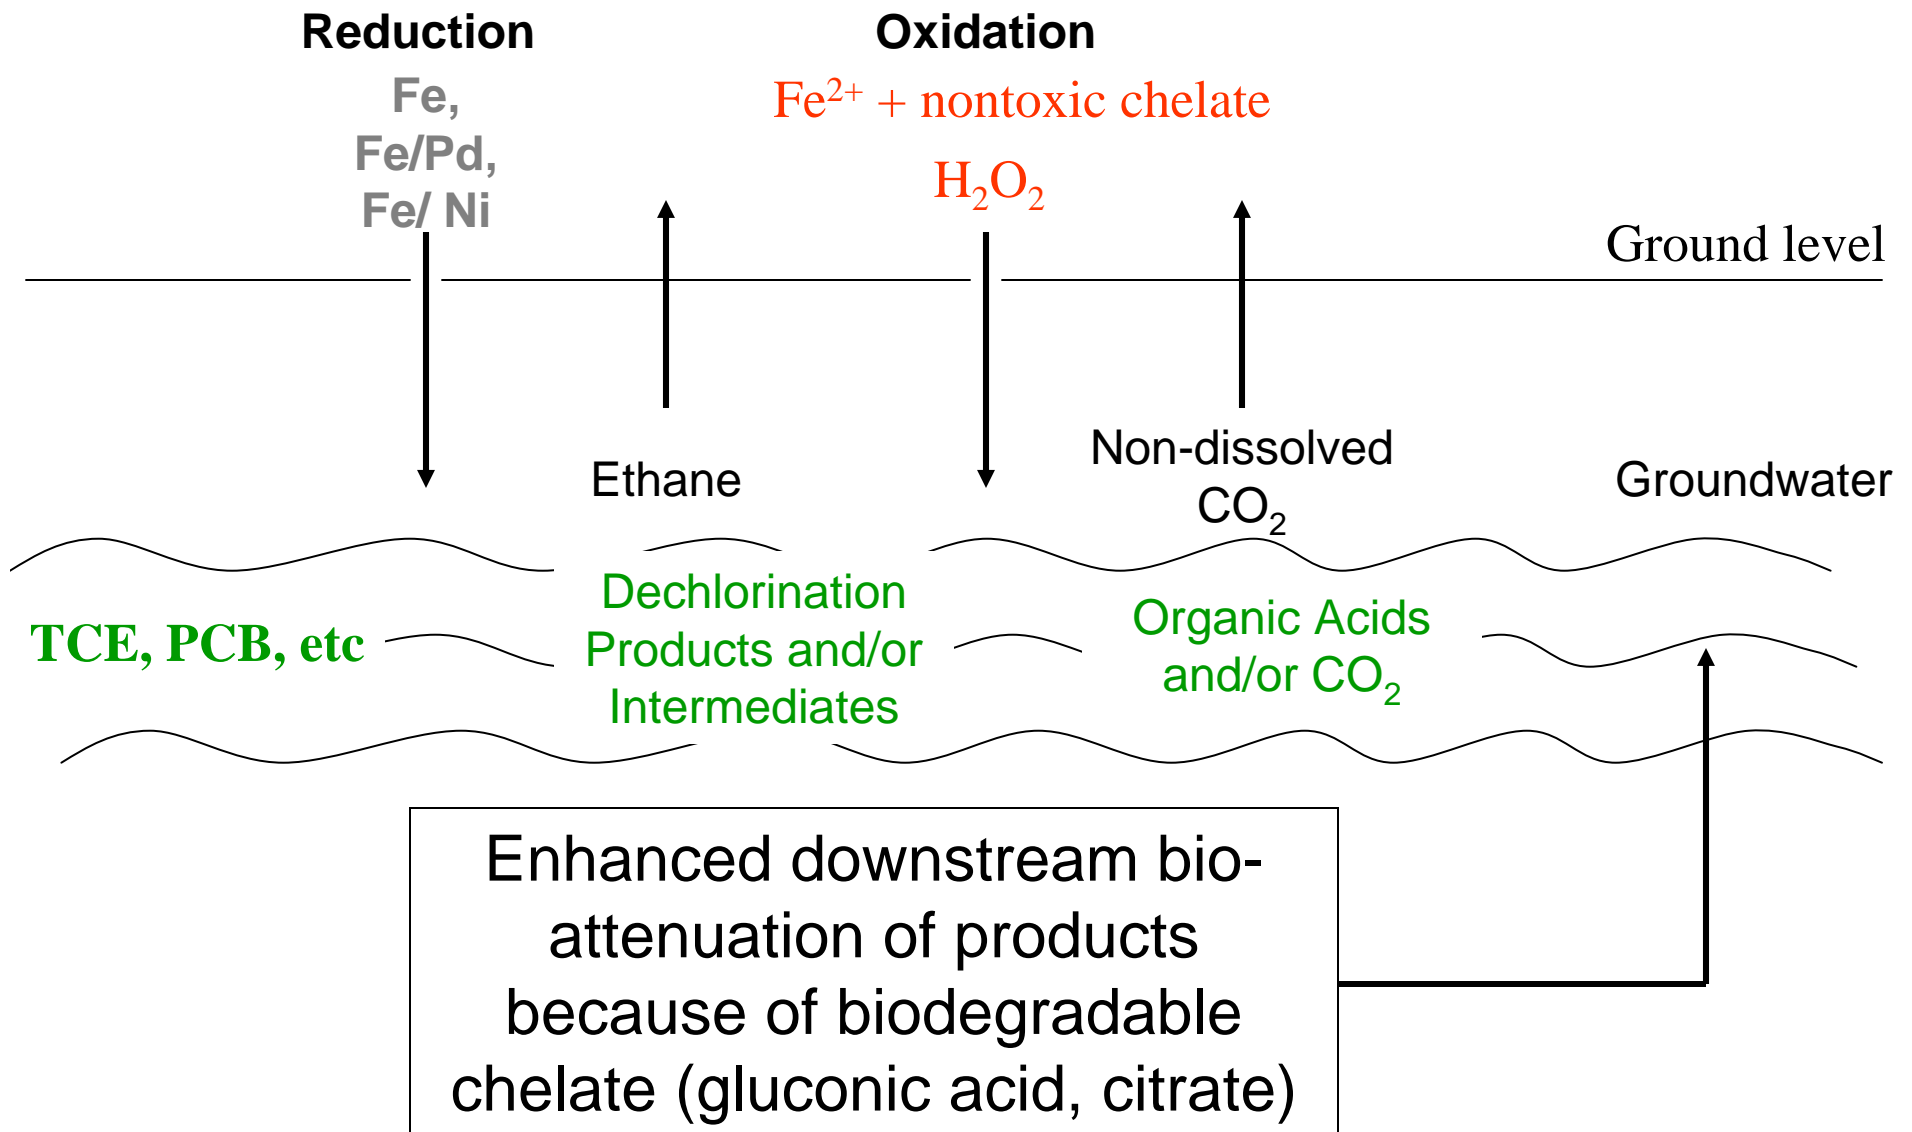 Reduction
Fe,
Fe/Pd,
Fe/ Ni
Oxidation
Fe²⁺ + nontoxic chelate
H₂O₂
Ground level
Ethane
Non-dissolved
CO₂
Groundwater
TCE, PCB, etc
Dechlorination
Products and/or
Intermediates
Organic Acids
and/or CO₂
Enhanced downstream bio-
attenuation of products
because of biodegradable
chelate (gluconic acid, citrate)